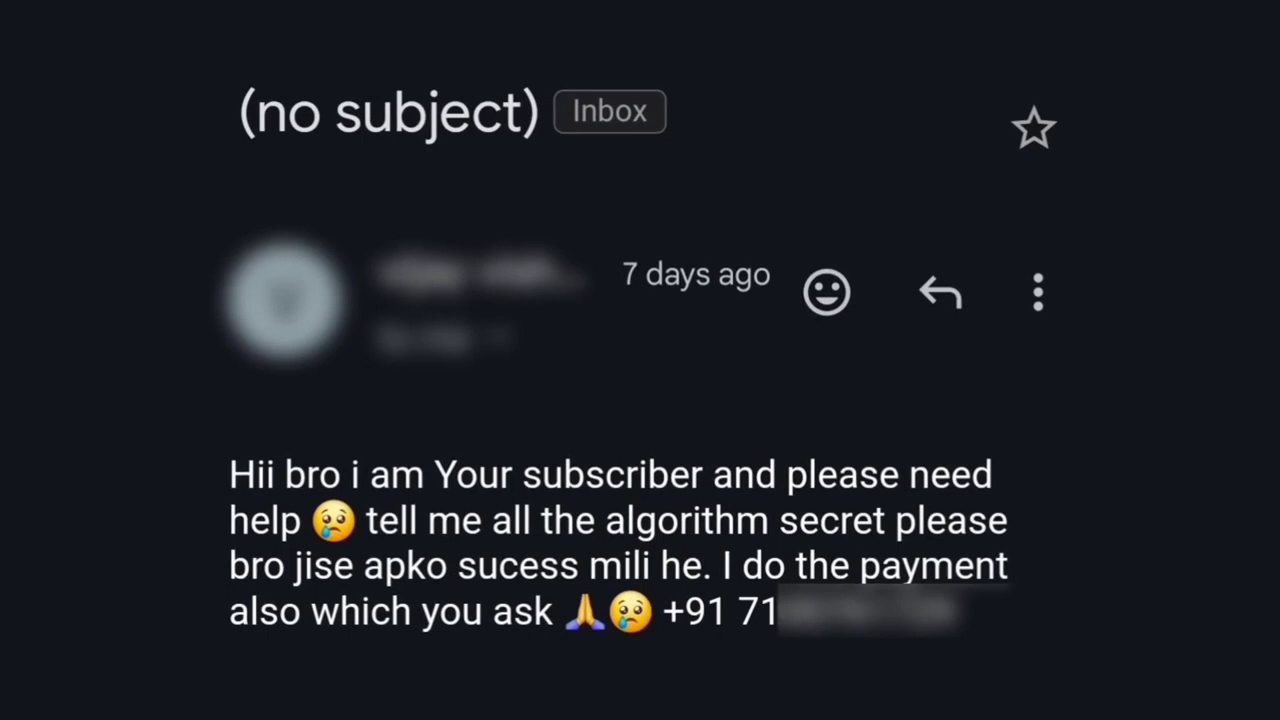 (no subject) Inbox
7 days ago
Hii bro i am Your subscriber and please need
help 😢 tell me all the algorithm secret please
bro jise apko sucess mili he. I do the payment
also which you ask 🙏😢 +91 71